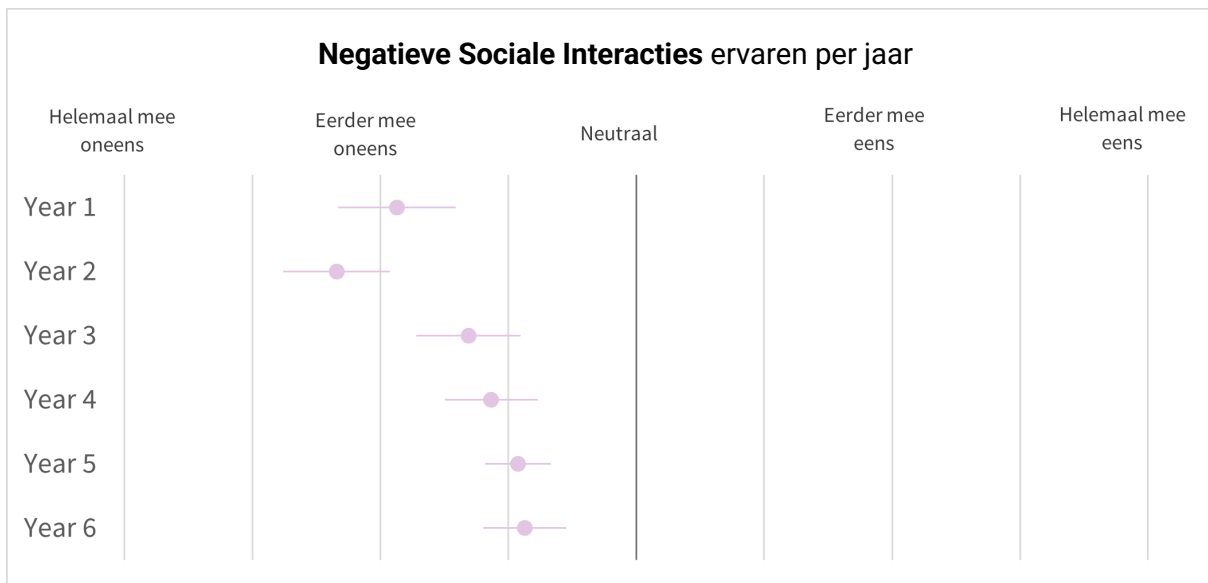 Negatieve Sociale Interacties ervaren per jaar
Helemaal mee
oneens
Eerder mee
oneens
Neutraal
Eerder mee
eens
Helemaal mee
eens
Year 1
Year 2
Year 3
Year 4
Year 5
Year 6